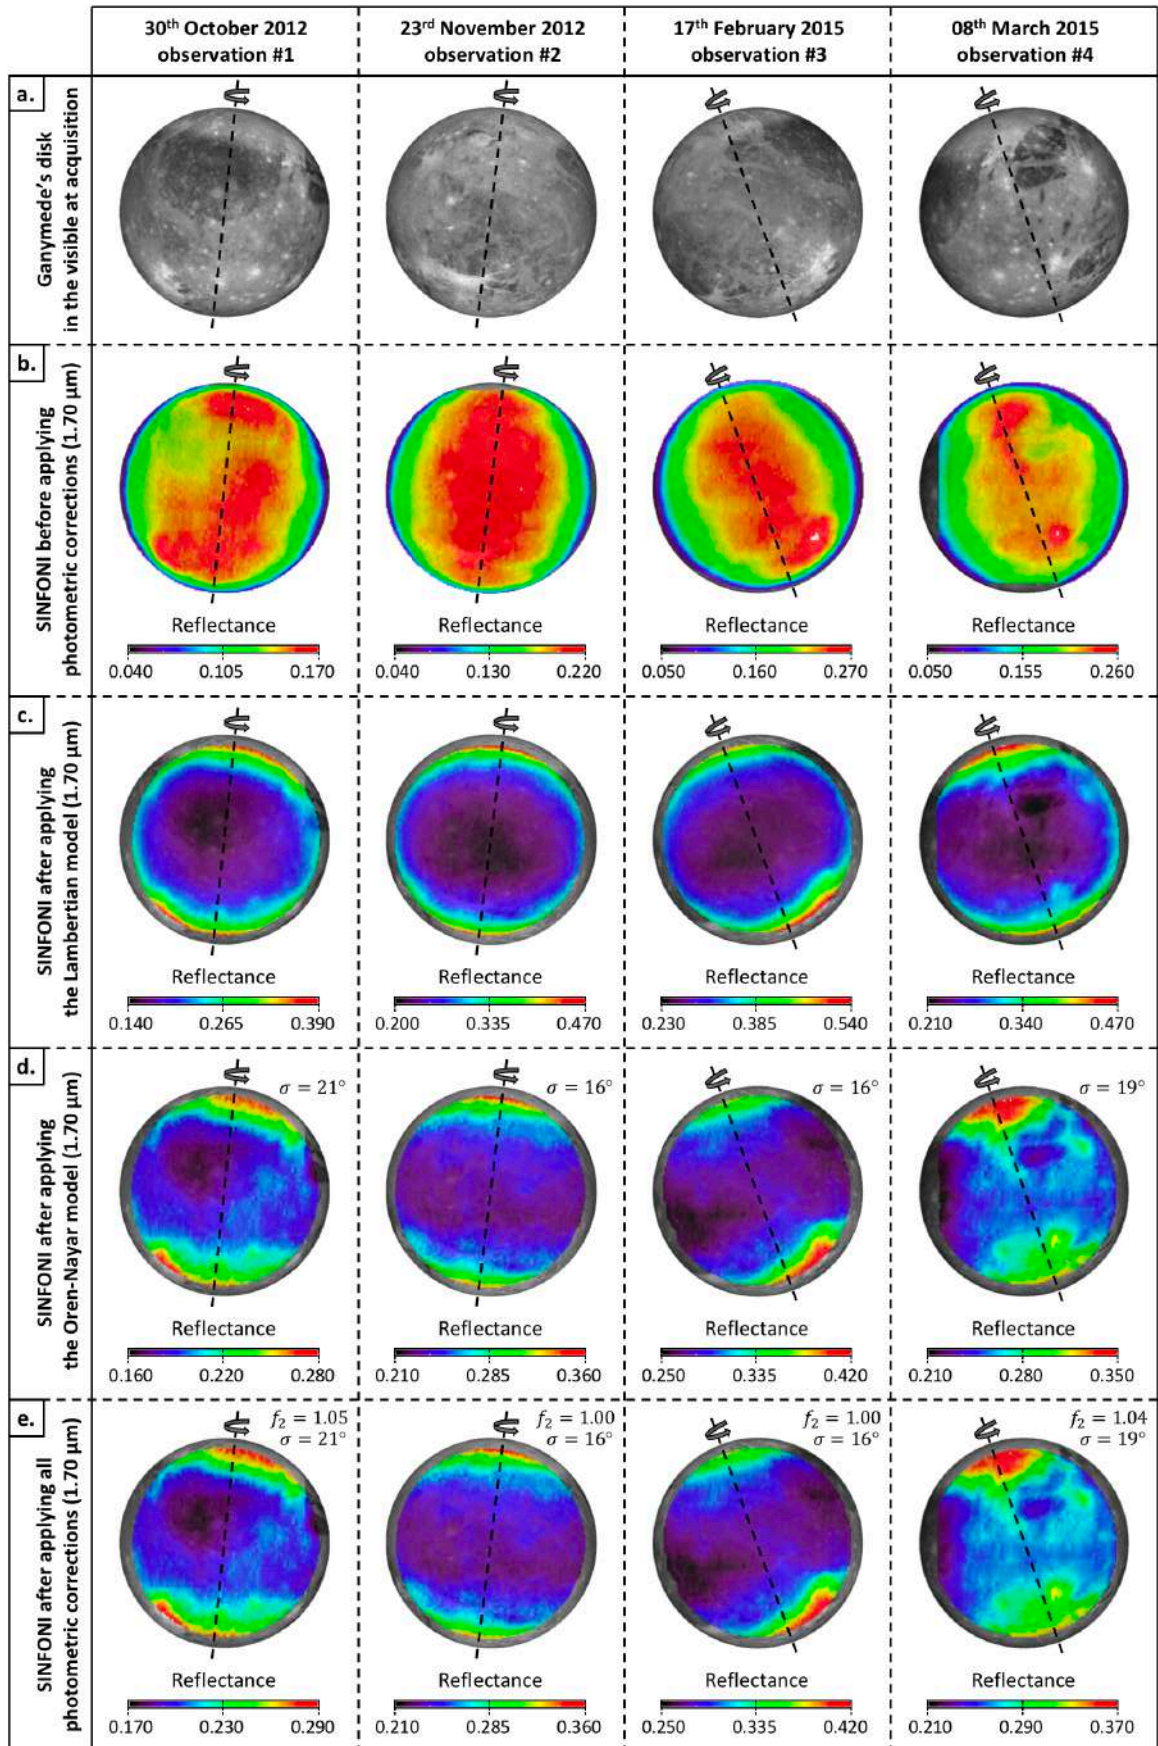 30th October 2012
observation #1
23rd November 2012
observation #2
17th February 2015
observation #3
08th March 2015
observation #4
a.
Ganymede's disk
in the visible at acquisition
b.
SINFONI before applying
photometric corrections (1.70 µm)
Reflectance
0.040 0.105 0.170
Reflectance
0.040 0.130 0.220
Reflectance
0.050 0.160 0.270
Reflectance
0.050 0.155 0.260
c.
SINFONI after applying
the Lambertian model (1.70 µm)
Reflectance
0.140 0.265 0.390
Reflectance
0.200 0.335 0.470
Reflectance
0.230 0.385 0.540
Reflectance
0.210 0.340 0.470
d.
SINFONI after applying
the Oren-Nayar model (1.70 µm)
σ = 21°
Reflectance
0.160 0.220 0.280
σ = 16°
Reflectance
0.210 0.285 0.360
σ = 16°
Reflectance
0.250 0.335 0.420
σ = 19°
Reflectance
0.210 0.290 0.350
e.
SINFONI after applying all
photometric corrections (1.70 µm)
f₂ = 1.05
σ = 21°
Reflectance
0.170 0.230 0.290
f₂ = 1.00
σ = 16°
Reflectance
0.210 0.285 0.360
f₂ = 1.00
σ = 16°
Reflectance
0.250 0.335 0.420
f₂ = 1.04
σ = 19°
Reflectance
0.210 0.290 0.370